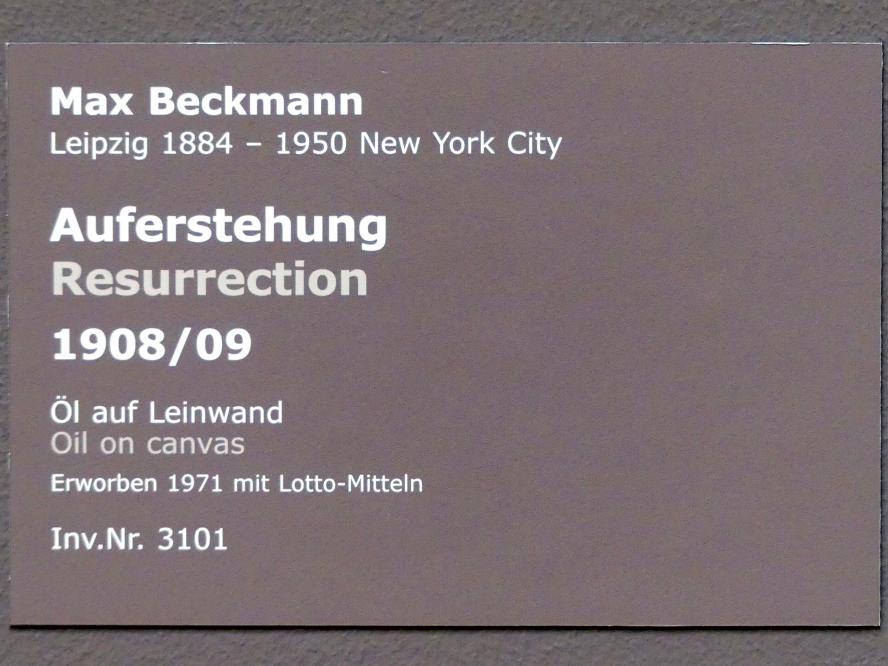 Max Beckmann
Leipzig 1884 – 1950 New York City
Auferstehung
Resurrection
1908/09
Öl auf Leinwand
Oil on canvas
Erworben 1971 mit Lotto-Mitteln
Inv.Nr. 3101